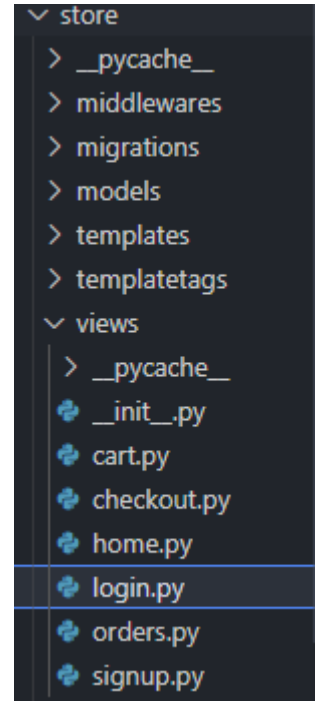 store
__pycache__
middlewares
migrations
models
templates
templatetags
views
__pycache__
__init__.py
cart.py
checkout.py
home.py
login.py
orders.py
signup.py